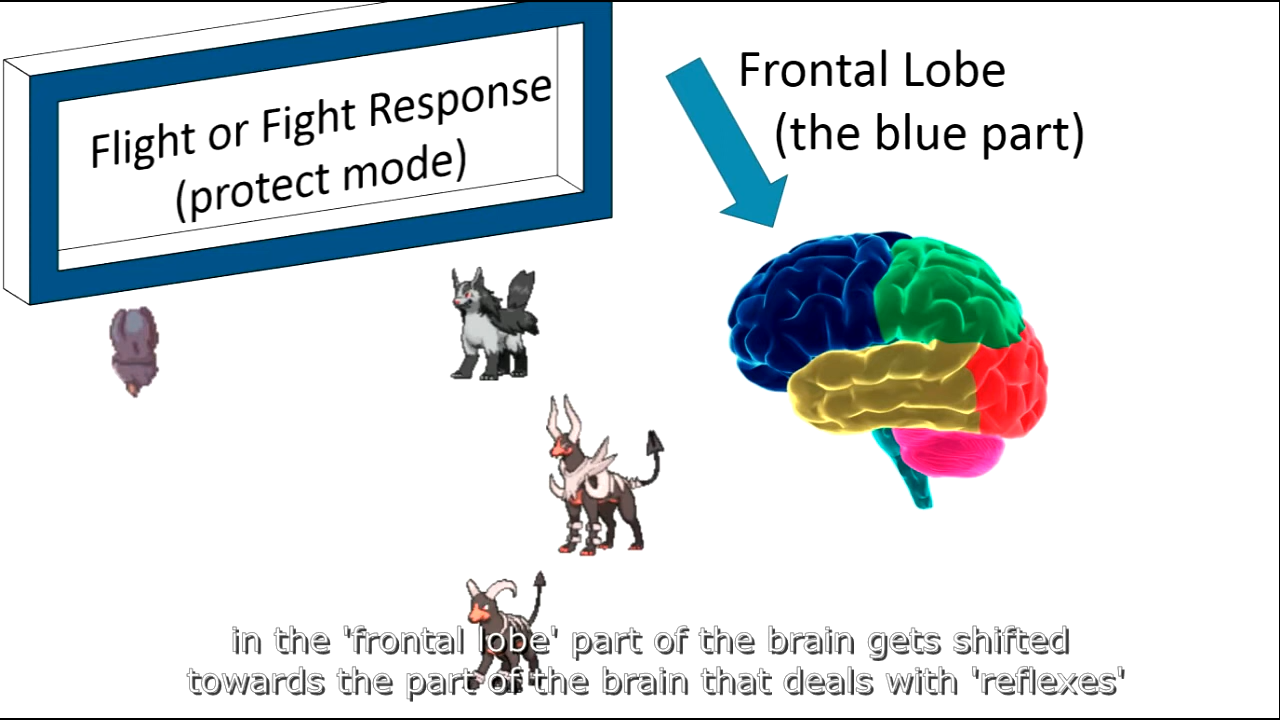 Flight or Fight Response
(protect mode)
Frontal Lobe
(the blue part)
in the 'frontal lobe' part of the brain gets shifted
towards the part of the brain that deals with 'reflexes'